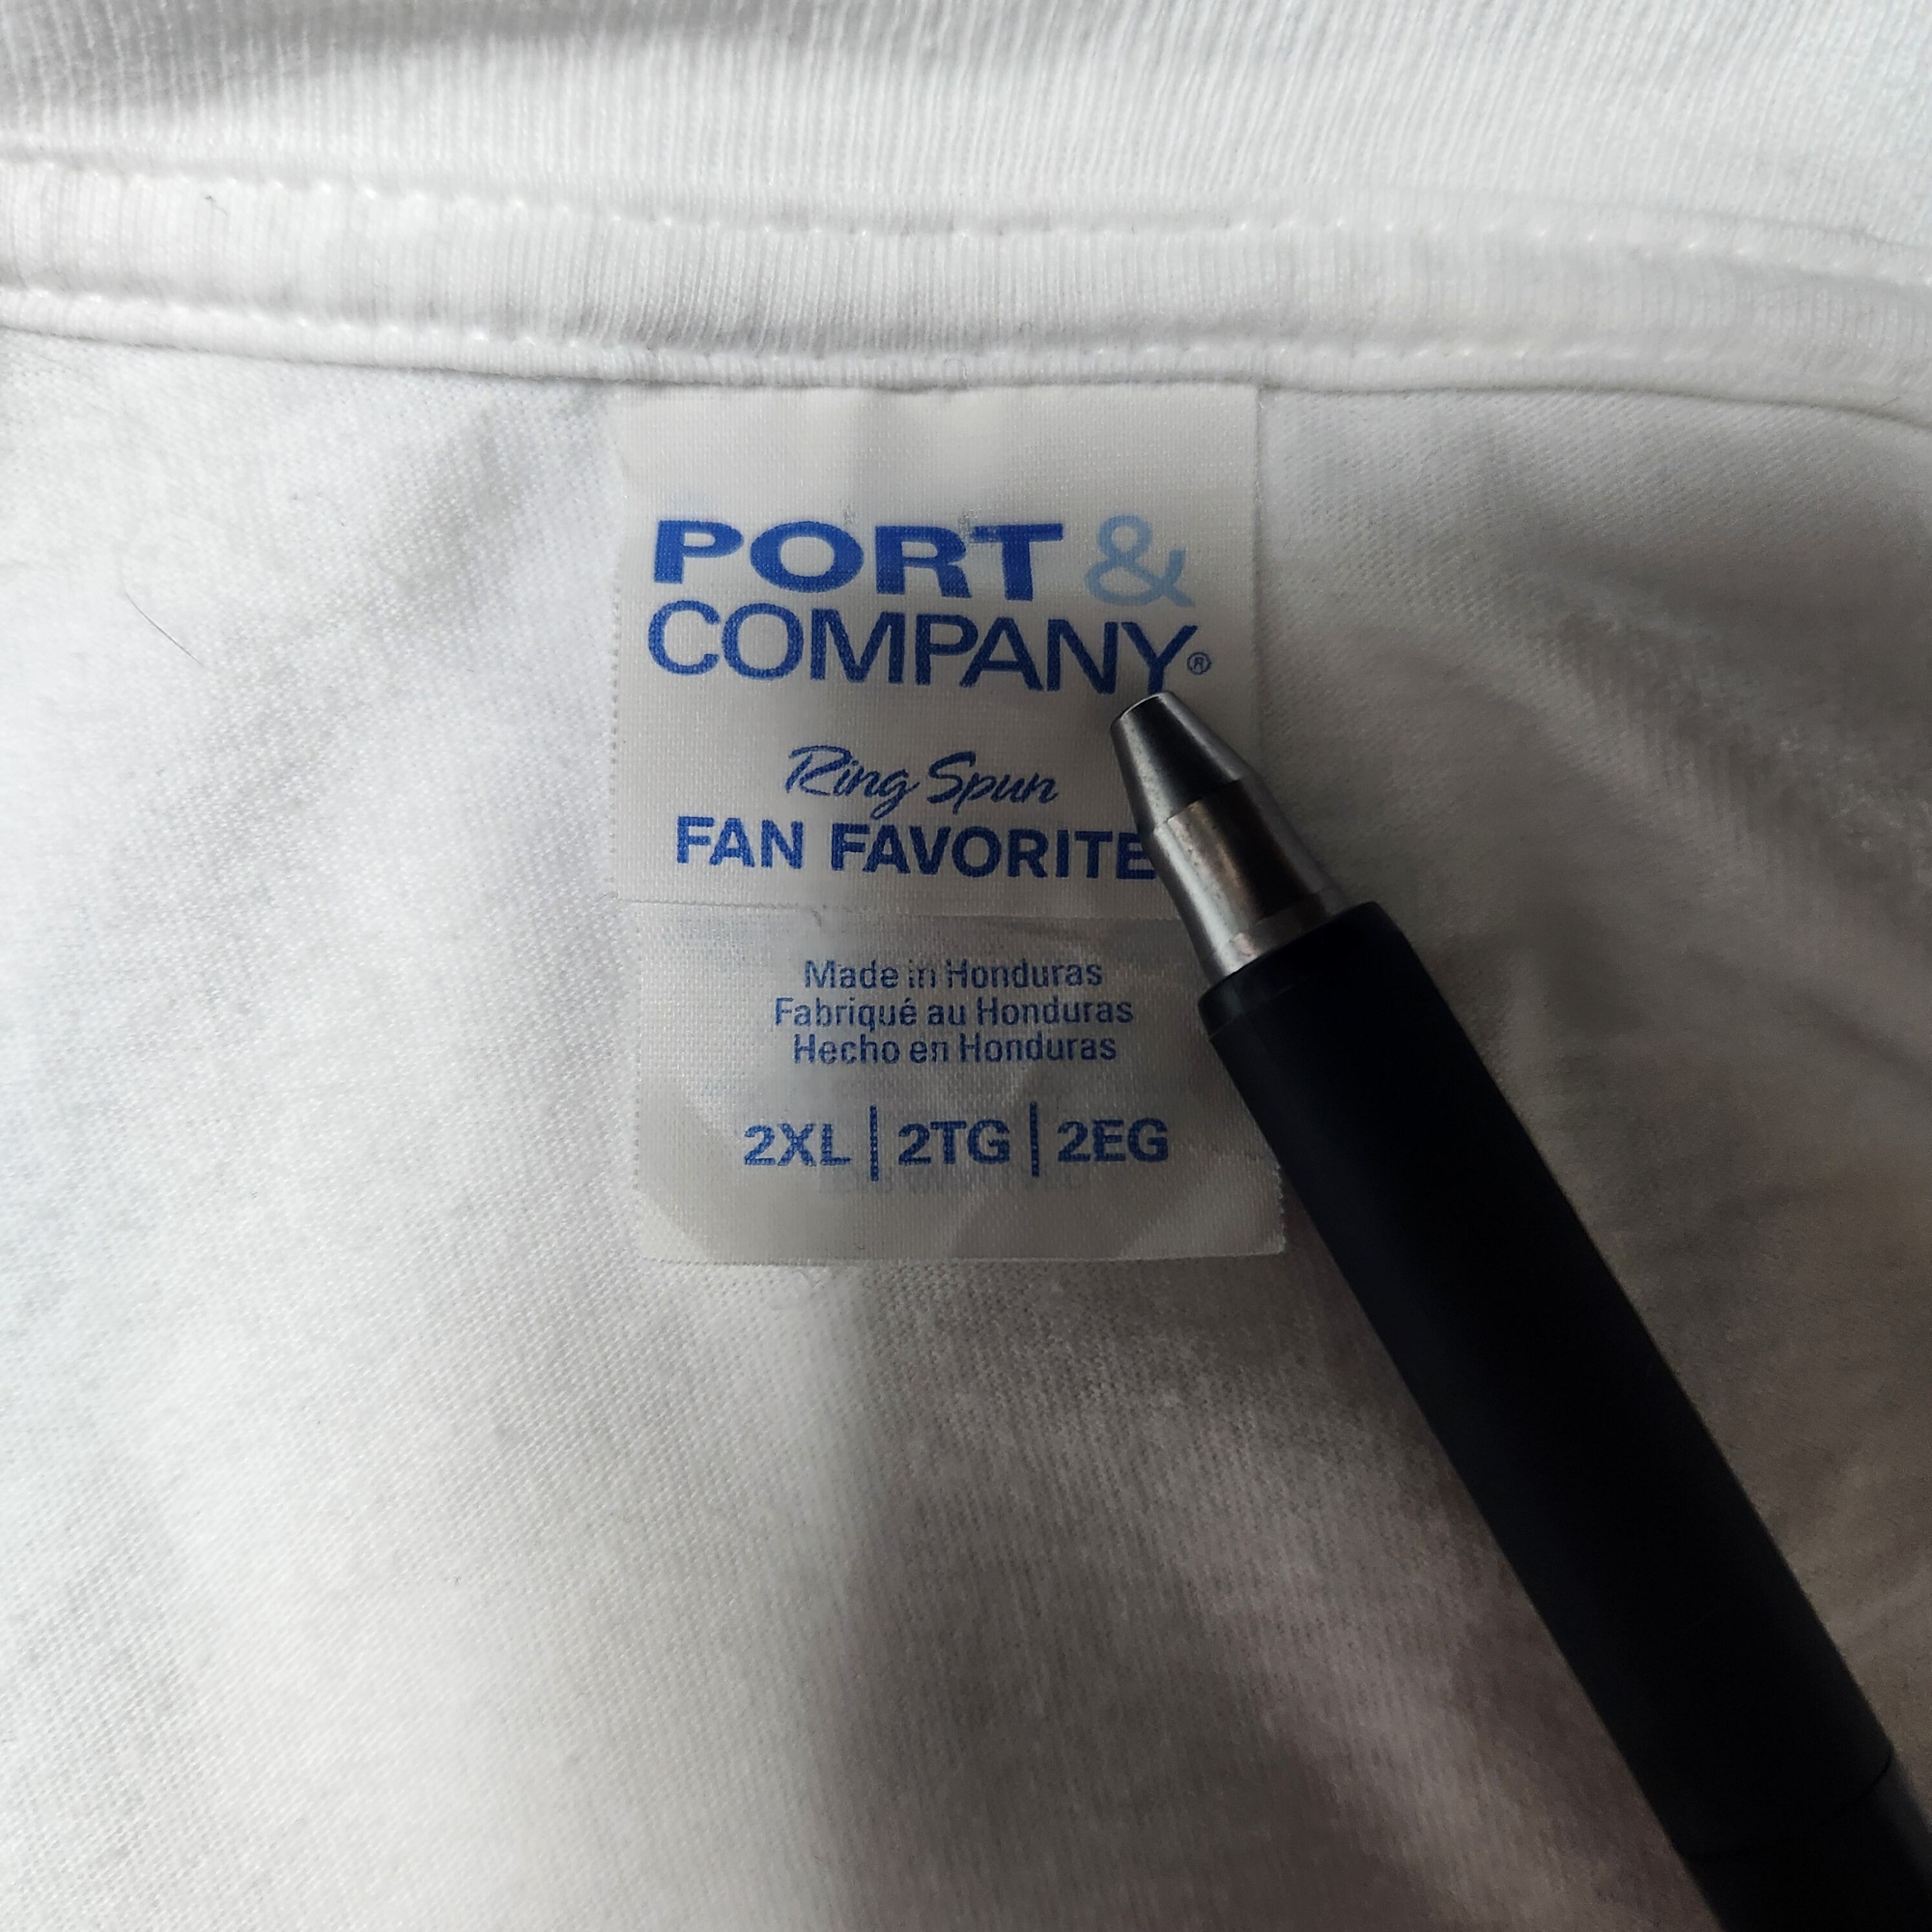 PORT &
COMPANY®
Ring Spun
FAN FAVORITE
Made in Honduras
Fabriqué au Honduras
Hecho en Honduras
2XL | 2TG | 2EG